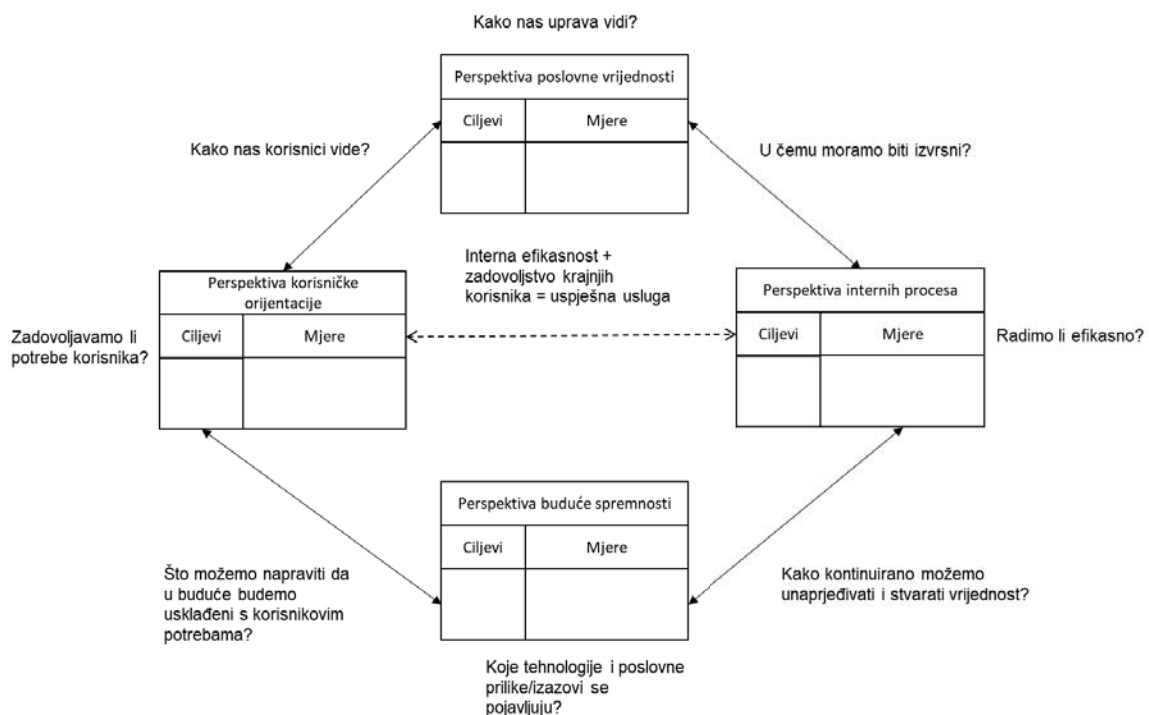 Kako nas uprava vidi?
Perspektiva poslovne vrijednosti
Ciljevi
Mjere
Kako nas korisnici vide?
U čemu moramo biti izvrsni?
Interna efikasnost +
zadovoljstvo krajnjih
korisnika = uspješna usluga
Perspektiva korisničke
orijentacije
Ciljevi
Mjere
Zadovoljavamo li
potrebe korisnika?
Perspektiva internih procesa
Ciljevi
Mjere
Radimo li efikasno?
Perspektiva buduće spremnosti
Ciljevi
Mjere
Što možemo napraviti da
u buduće budemo
usklađeni s korisnikovim
potrebama?
Kako kontinuirano možemo
unaprjeđivati i stvarati vrijednost?
Koje tehnologije i poslovne
prilike/izazovi se
pojavljuju?